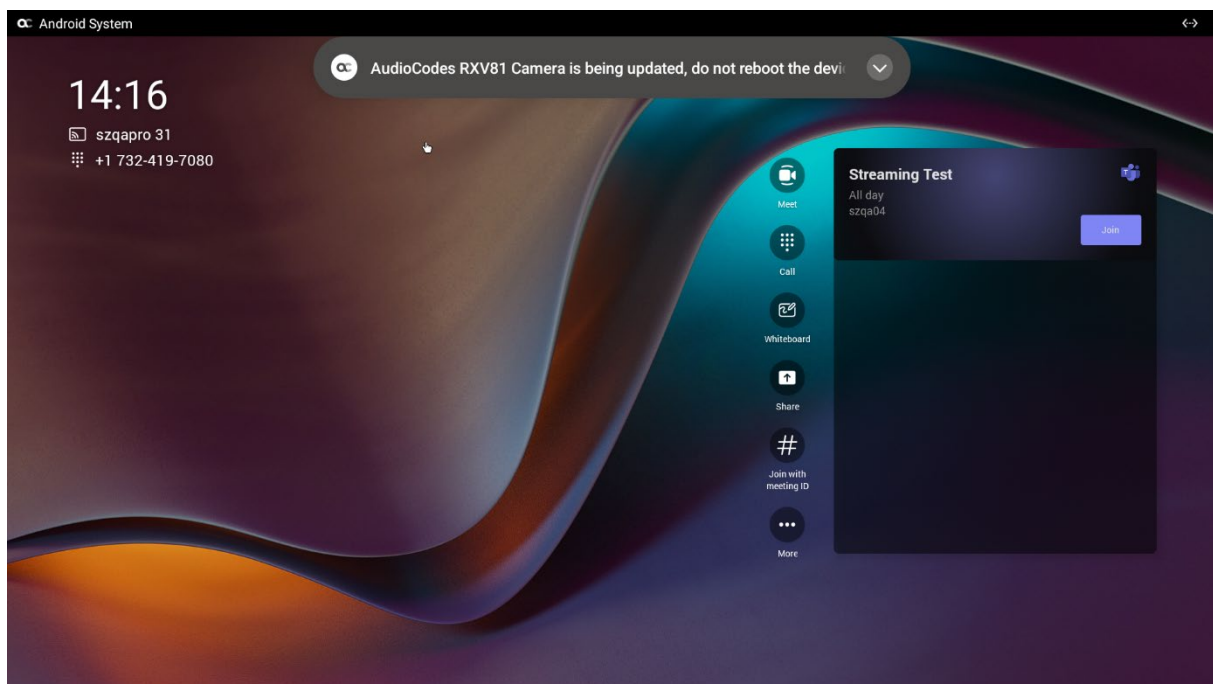 Android System
AudioCodes RXV81 Camera is being updated, do not reboot the
14:16
szqapro 31
+1 732-419-7080
Meet
Call
Whiteboard
Share
Join with
meeting ID
More
Streaming Test
All day
szqa04
Join